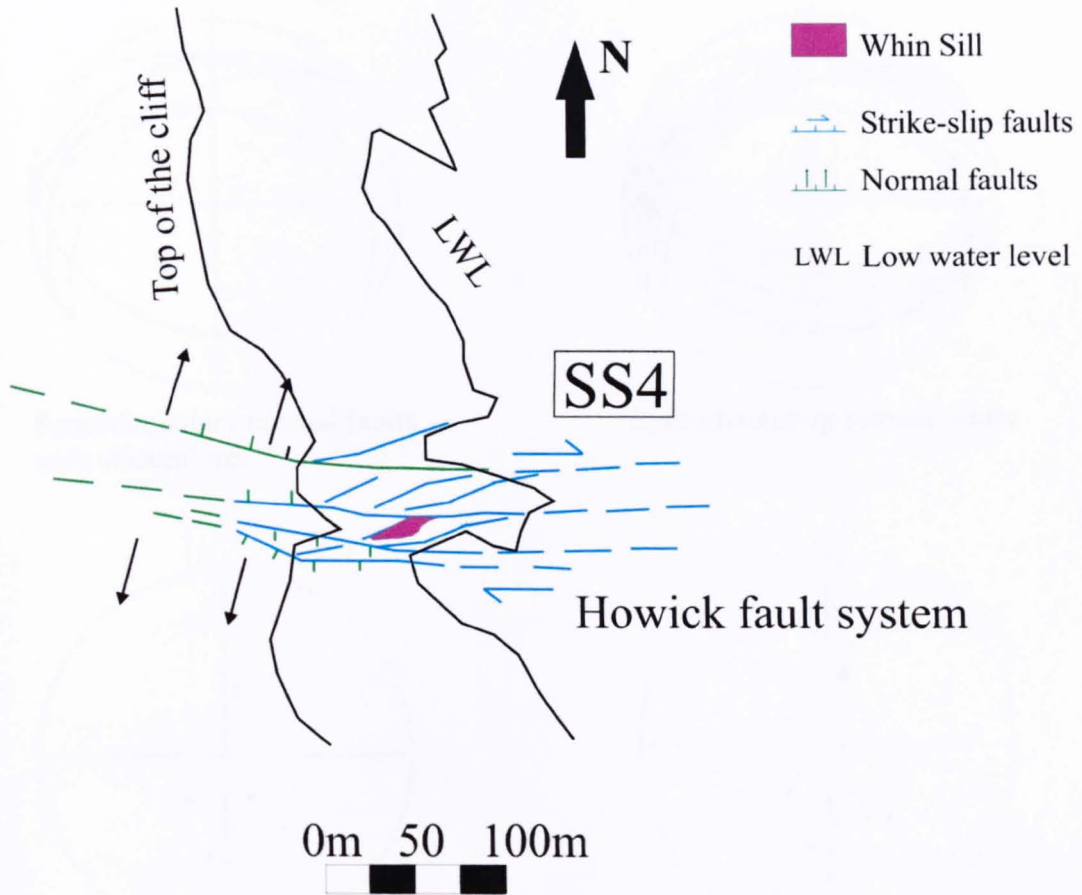 N
Whin Sill
Strike-slip faults
Normal faults
LWL Low water level
Top of the cliff
LWL
SS4
Howick fault system
0m 50 100m